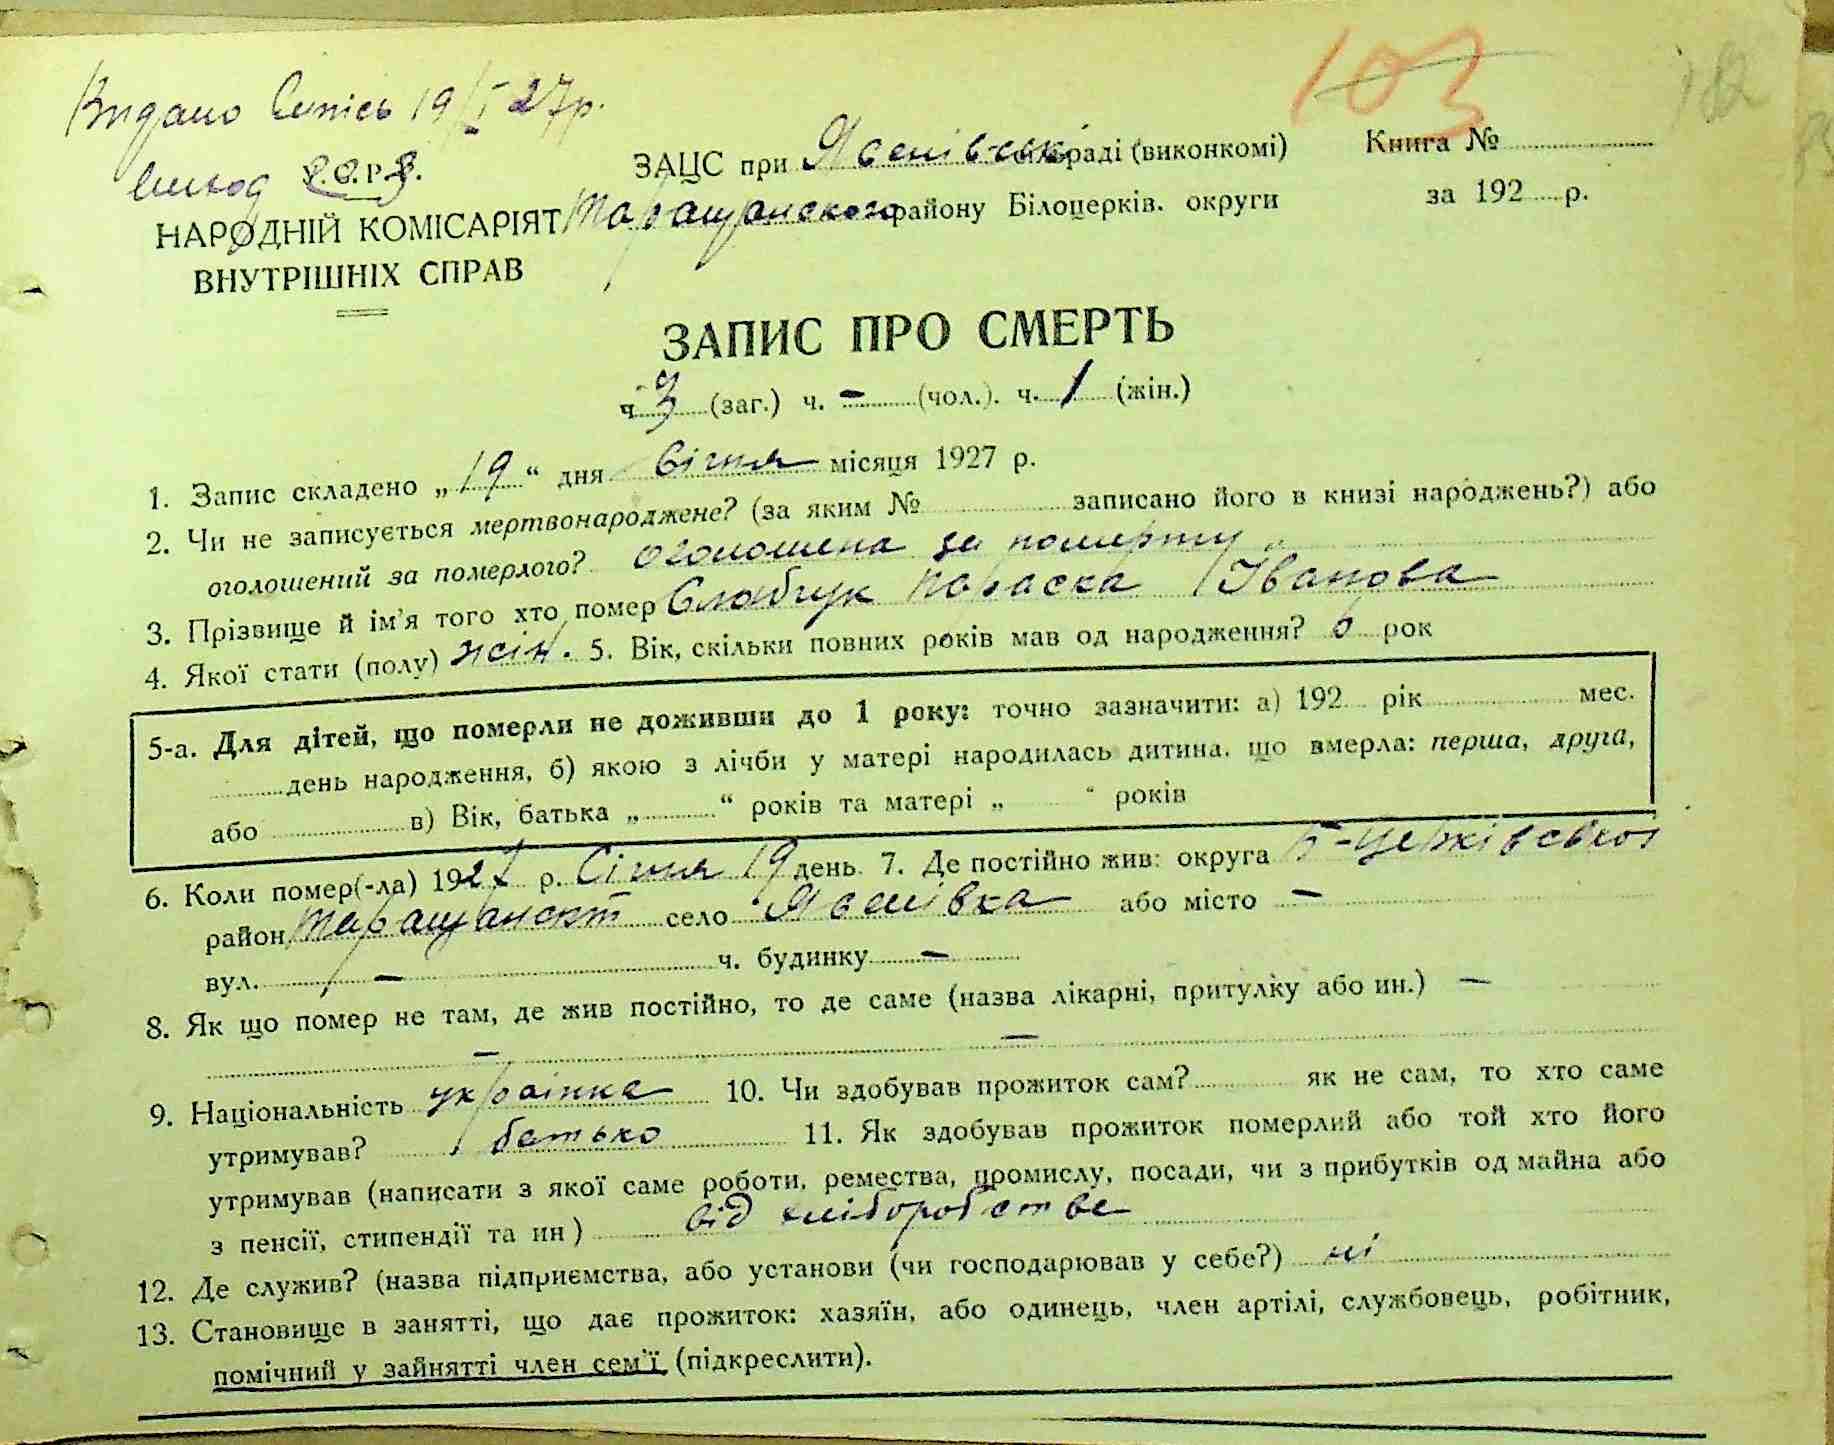 Видано Випісь 19/I 27р.
103
У.С.Р.Р.
ЗАЦС при Ясенівській раді (виконкомі)
Книга №
НАРОДНІЙ КОМІСАРІЯТ
Таращанского району Білоцерків. округи
за 192 р.
ВНУТРІШНІХ СПРАВ
ЗАПИС ПРО СМЕРТЬ
ч. 3 (заг.) ч. – (чол.). ч. 1 (жін.)
1. Запис складено „19“ дня Січня місяця 1927 р.
2. Чи не записується мертвонароджене? (за яким № записано його в книзі народжень?) або
оголошений за померлого? оголошена за померту
3. Прізвище й ім'я того хто помер Параска Іванова
4. Якої стати (полу) жін. 5. Вік, скільки повних років мав од народження? 6 рок
5-а. Для дітей, що померли не доживши до 1 року: точно зазначити: а) 192 рік мес.
день народження, б) якою з лічби у матері народилась дитина, що вмерла: перша, друга,
або в) Вік, батька „ “ років та матері „ “ років
6. Коли помер(-ла) 1927 р. Січня 19 день 7. Де постійно жив: округа Б-Церківської
район Таращанск село Ясенівка або місто –
вул. – ч. будинку –
8. Як що помер не там, де жив постійно, то де саме (назва лікарні, притулку або ин.) –
– –
9. Національність українка 10. Чи здобував прожиток сам? як не сам, то хто саме
утримував? батько 11. Як здобував прожиток померлий або той хто його
утримував (написати з якої саме роботи, ремества, промислу, посади, чи з прибутків од майна або
з пенсії, стипендії та ин) від хліборобства
12. Де служив? (назва підприємства, або установи (чи господарював у себе?) ні
13. Становище в занятті, що дає прожиток: хазяїн, або одинець, член артілі, службовець, робітник,
помічний у зайнятті член сем'ї (підкреслити).